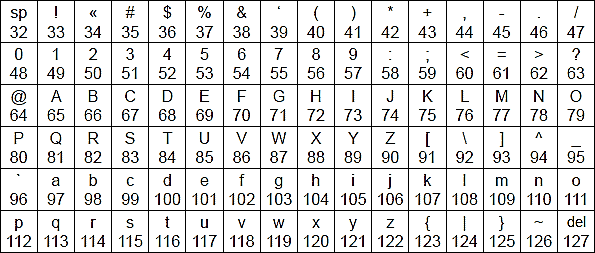 sp ! « # $ % & ‘ ( ) * + , - . /
32 33 34 35 36 37 38 39 40 41 42 43 44 45 46 47
0 1 2 3 4 5 6 7 8 9 : ; < = > ?
48 49 50 51 52 53 54 55 56 57 58 59 60 61 62 63
@ A B C D E F G H I J K L M N O
64 65 66 67 68 69 70 71 72 73 74 75 76 77 78 79
P Q R S T U V W X Y Z [ \ ] ^ _
80 81 82 83 84 85 86 87 88 89 90 91 92 93 94 95
` a b c d e f g h i j k l m n o
96 97 98 99 100 101 102 103 104 105 106 107 108 109 110 111
p q r s t u v w x y z { | } ~ del
112 113 114 115 116 117 118 119 120 121 122 123 124 125 126 127